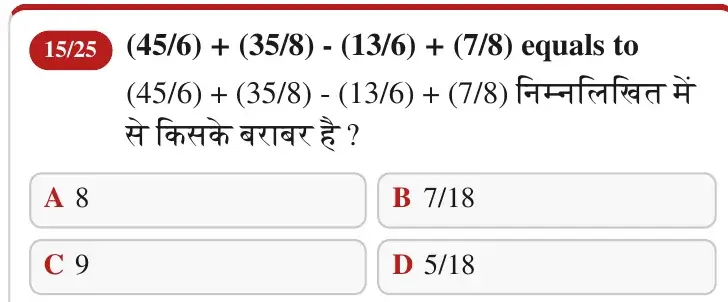 15/25 (45/6) + (35/8) - (13/6) + (7/8) equals to
(45/6) + (35/8) - (13/6) + (7/8) निम्नलिखित में
से किसके बराबर है ?
A 8
B 7/18
C 9
D 5/18